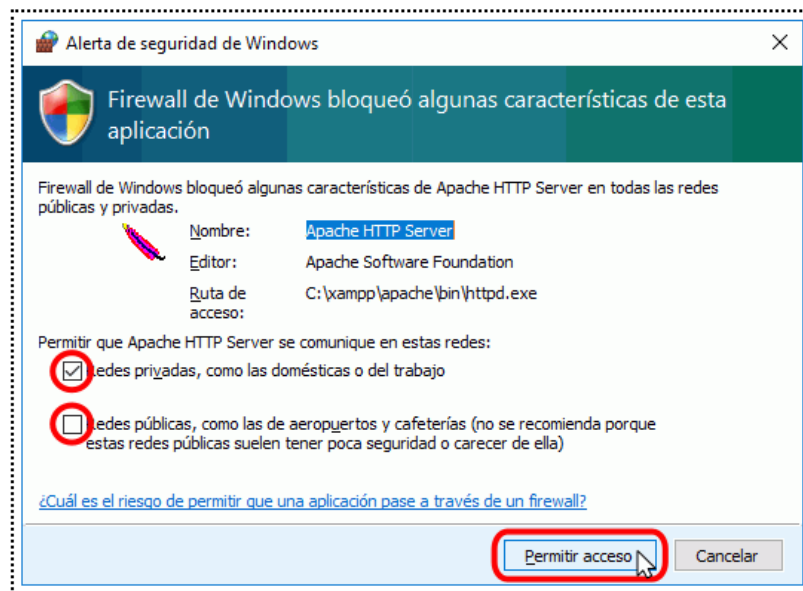 Alerta de seguridad de Windows
Firewall de Windows bloqueó algunas características de esta
aplicación
Firewall de Windows bloqueó algunas características de Apache HTTP Server en todas las redes
públicas y privadas.
Nombre: Apache HTTP Server
Editor: Apache Software Foundation
Ruta de acceso: C:\xampp\apache\bin\httpd.exe
Permitir que Apache HTTP Server se comunique en estas redes:
Redes privadas, como las domésticas o del trabajo
Redes públicas, como las de aeropuertos y cafeterías (no se recomienda porque
estas redes públicas suelen tener poca seguridad o carecer de ella)
¿Cuál es el riesgo de permitir que una aplicación pase a través de un firewall?
Permitir acceso Cancelar